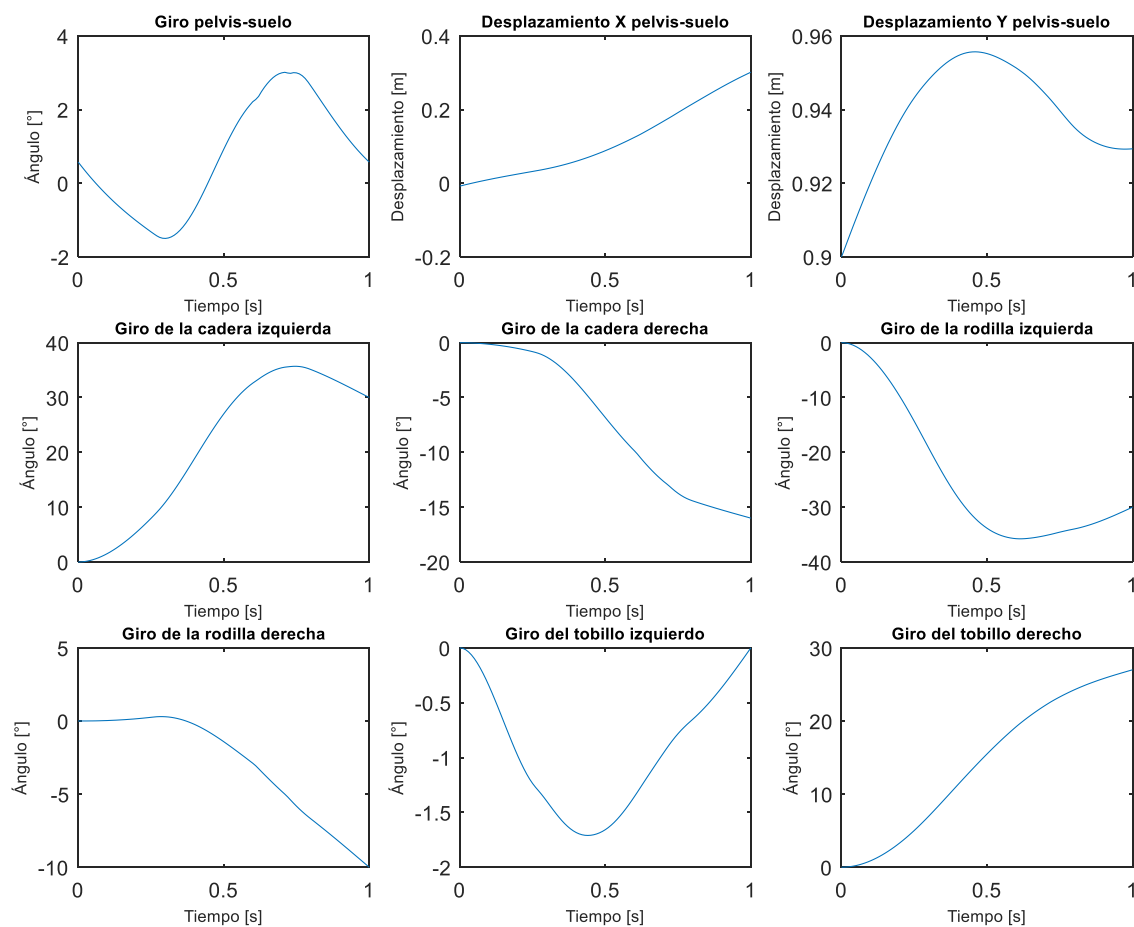 Giro pelvis-suelo
Ángulo [°]
4
2
0
-2
0
0.5
1
Tiempo [s]
Desplazamiento X pelvis-suelo
Desplazamiento [m]
0.4
0.2
0
-0.2
0
0.5
1
Tiempo [s]
Desplazamiento Y pelvis-suelo
Desplazamiento [m]
0.96
0.94
0.92
0.9
0
0.5
1
Tiempo [s]
Giro de la cadera izquierda
Ángulo [°]
40
30
20
10
0
0
0.5
1
Tiempo [s]
Giro de la cadera derecha
Ángulo [°]
0
-5
-10
-15
-20
0
0.5
1
Tiempo [s]
Giro de la rodilla izquierda
Ángulo [°]
0
-10
-20
-30
-40
0
0.5
1
Tiempo [s]
Giro de la rodilla derecha
Ángulo [°]
5
0
-5
-10
0
0.5
1
Tiempo [s]
Giro del tobillo izquierdo
Ángulo [°]
0
-0.5
-1
-1.5
-2
0
0.5
1
Tiempo [s]
Giro del tobillo derecho
Ángulo [°]
30
20
10
0
0
0.5
1
Tiempo [s]